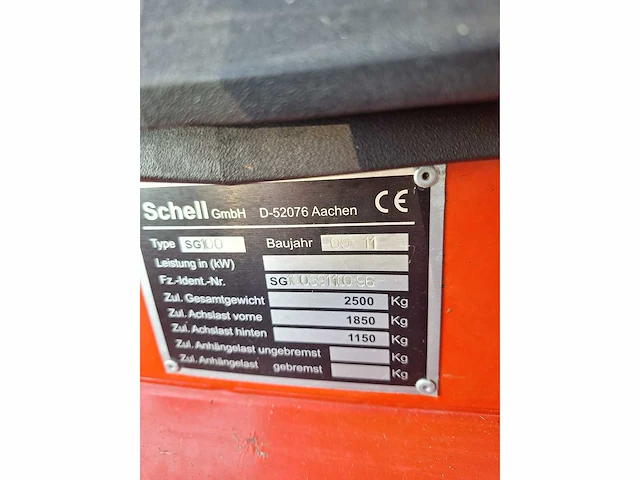 Schell GmbH D-52076 Aachen CE
Type SG100 Baujahr 11
Leistung in (kW)
Fz.-Ident.-Nr.
Zul. Gesamtgewicht 2500 Kg
Zul. Achslast vorne 1850 Kg
Zul. Achslast hinten 1150 Kg
Zul. Anhängelast ungebremst Kg
Zul. Anhängelast gebremst Kg